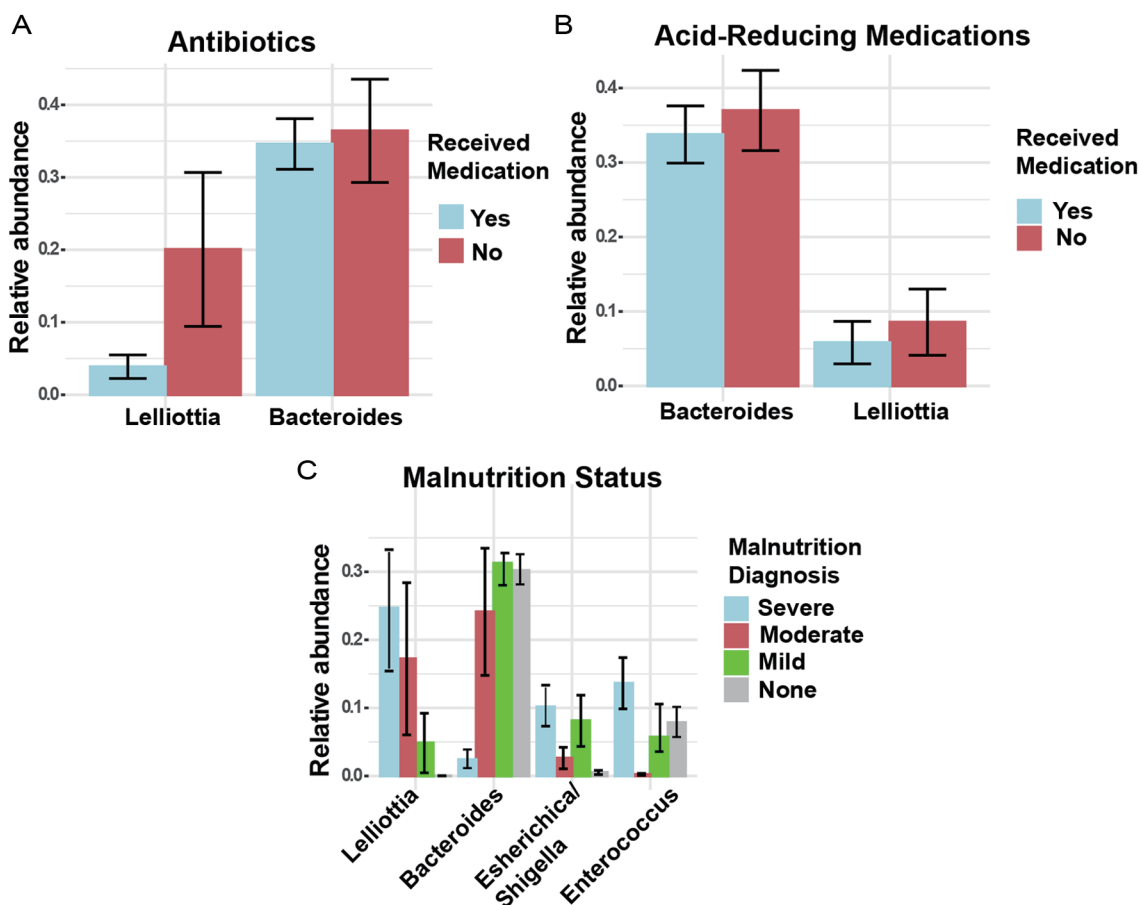 A
Antibiotics
Relative abundance
0.4
0.3
0.2
0.1
0.0
Lelliottia
Bacteroides
Received
Medication
Yes
No
B
Acid-Reducing Medications
Relative abundance
0.4
0.3
0.2
0.1
0.0
Bacteroides
Lelliottia
Received
Medication
Yes
No
C
Malnutrition Status
Relative abundance
0.3
0.2
0.1
0.0
Lelliottia
Bacteroides
Esherichica/
Shigella
Enterococcus
Malnutrition
Diagnosis
Severe
Moderate
Mild
None